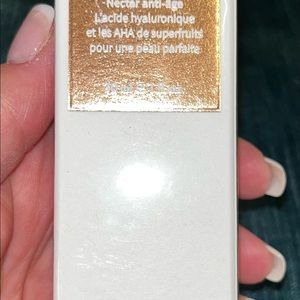 Nectar anti-âge
L'acide hyaluronique
et les AHA de superfruits
pour une peau parfaite